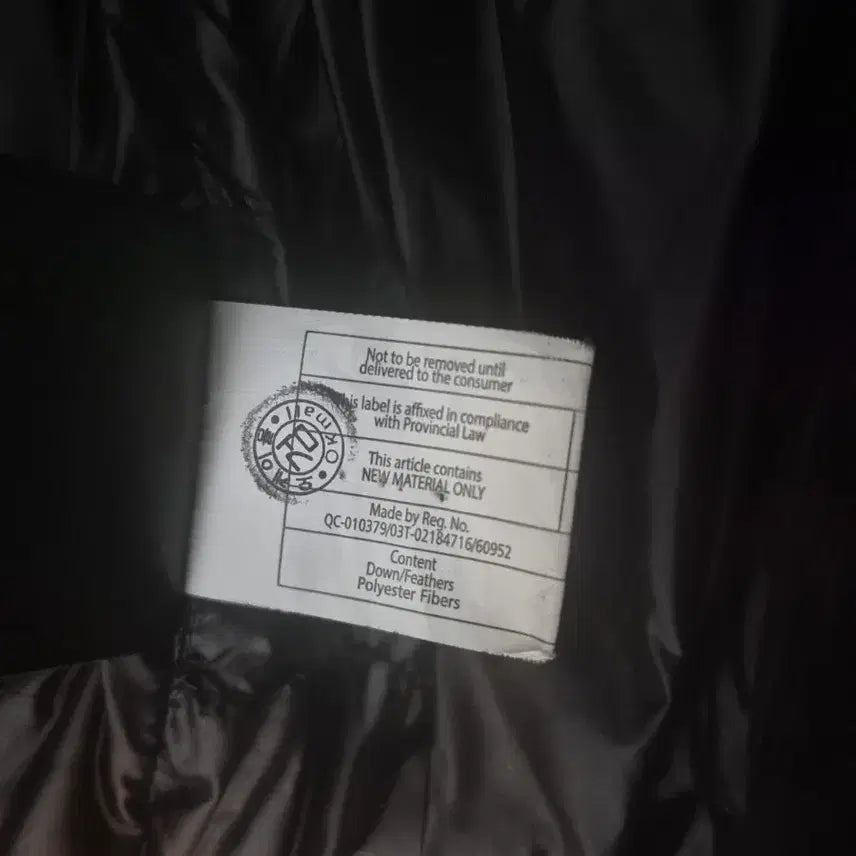 Not to be removed until
delivered to the consumer
This label is affixed in compliance
with Provincial Law
This article contains
NEW MATERIAL ONLY
Made by Reg. No.
QC-010379/03T-02184716/60952
Content
Down/Feathers
Polyester Fibers
OKmall